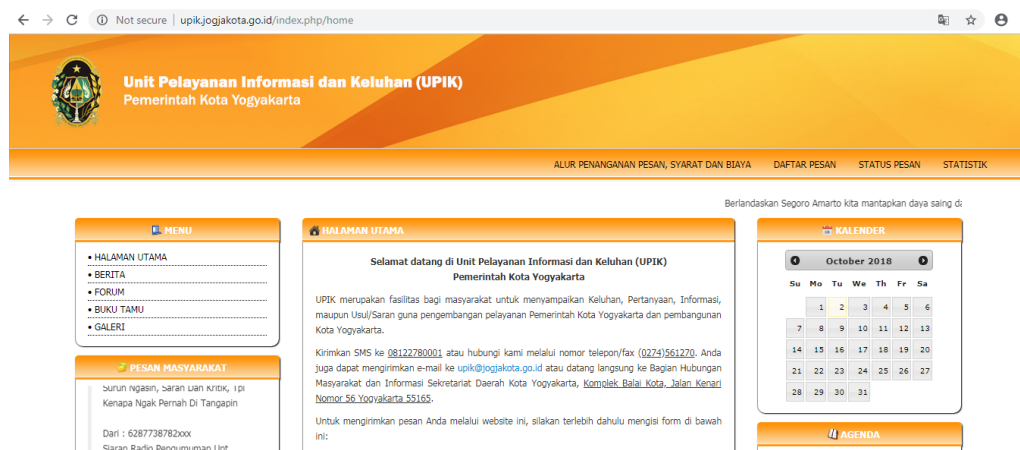 Not secure | upik.jogjakota.go.id/index.php/home
Unit Pelayanan Informasi dan Keluhan (UPIK)
Pemerintah Kota Yogyakarta
ALUR PENANGANAN PESAN, SYARAT DAN BIAYA DAFTAR PESAN STATUS PESAN STATISTIK
Berlandaskan Segoro Amarto kita mantapkan daya saing da
MENU
• HALAMAN UTAMA
• BERITA
• FORUM
• BUKU TAMU
• GALERI
PESAN MASYARAKAT
Surun Ngasin, Saran Dan Kritik, Tpi
Kenapa Ngak Pernah Di Tangapin
Dari : 6287738782xxx
Siaran Radio Pengumuman Upt
HALAMAN UTAMA
Selamat datang di Unit Pelayanan Informasi dan Keluhan (UPIK)
Pemerintah Kota Yogyakarta
UPIK merupakan fasilitas bagi masyarakat untuk menyampaikan Keluhan, Pertanyaan, Informasi,
maupun Usul/Saran guna pengembangan pelayanan Pemerintah Kota Yogyakarta dan pembangunan
Kota Yogyakarta.
Kirimkan SMS ke 08122780001 atau hubungi kami melalui nomor telepon/fax (0274)561270. Anda
juga dapat mengirimkan e-mail ke upik@jogjakota.go.id atau datang langsung ke Bagian Hubungan
Masyarakat dan Informasi Sekretariat Daerah Kota Yogyakarta, Komplek Balai Kota, Jalan Kenari
Nomor 56 Yogyakarta 55165.
Untuk mengirimkan pesan Anda melalui website ini, silakan terlebih dahulu mengisi form di bawah
ini:
KALENDER
October 2018
Su Mo Tu We Th Fr Sa
1 2 3 4 5 6
7 8 9 10 11 12 13
14 15 16 17 18 19 20
21 22 23 24 25 26 27
28 29 30 31
AGENDA